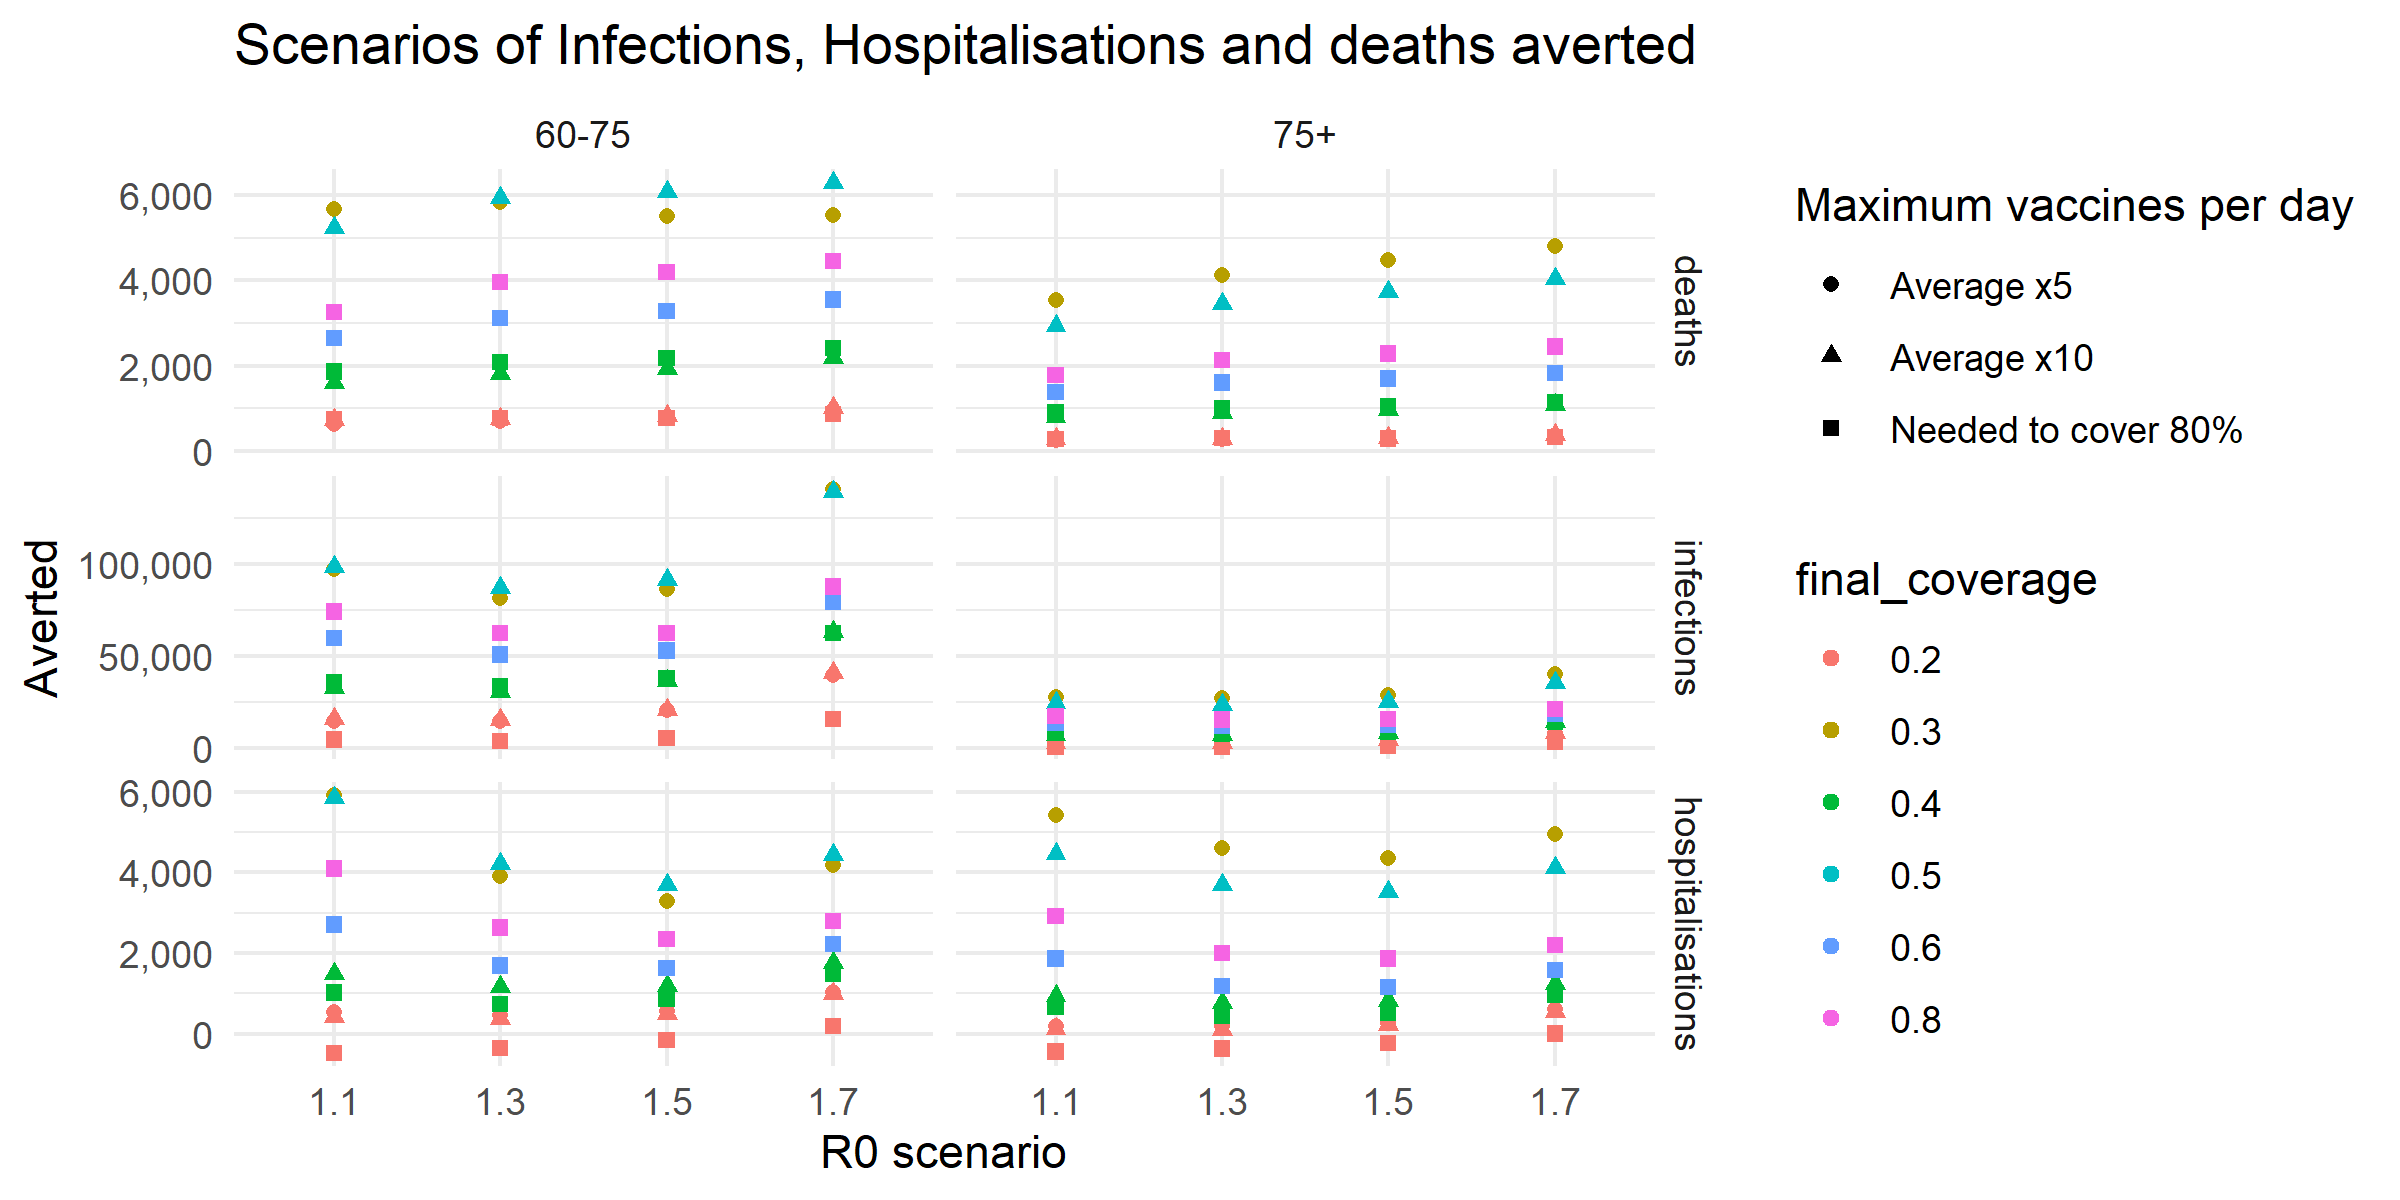 Scenarios of Infections, Hospitalisations and deaths averted
60-75
75+
6,000
4,000
2,000
0
deaths
100,000
50,000
0
infections
6,000
4,000
2,000
0
hospitalisations
Averted
1.1
1.3
1.5
1.7
1.1
1.3
1.5
1.7
R0 scenario
Maximum vaccines per day
Average x5
Average x10
Needed to cover 80%
final_coverage
0.2
0.3
0.4
0.5
0.6
0.8